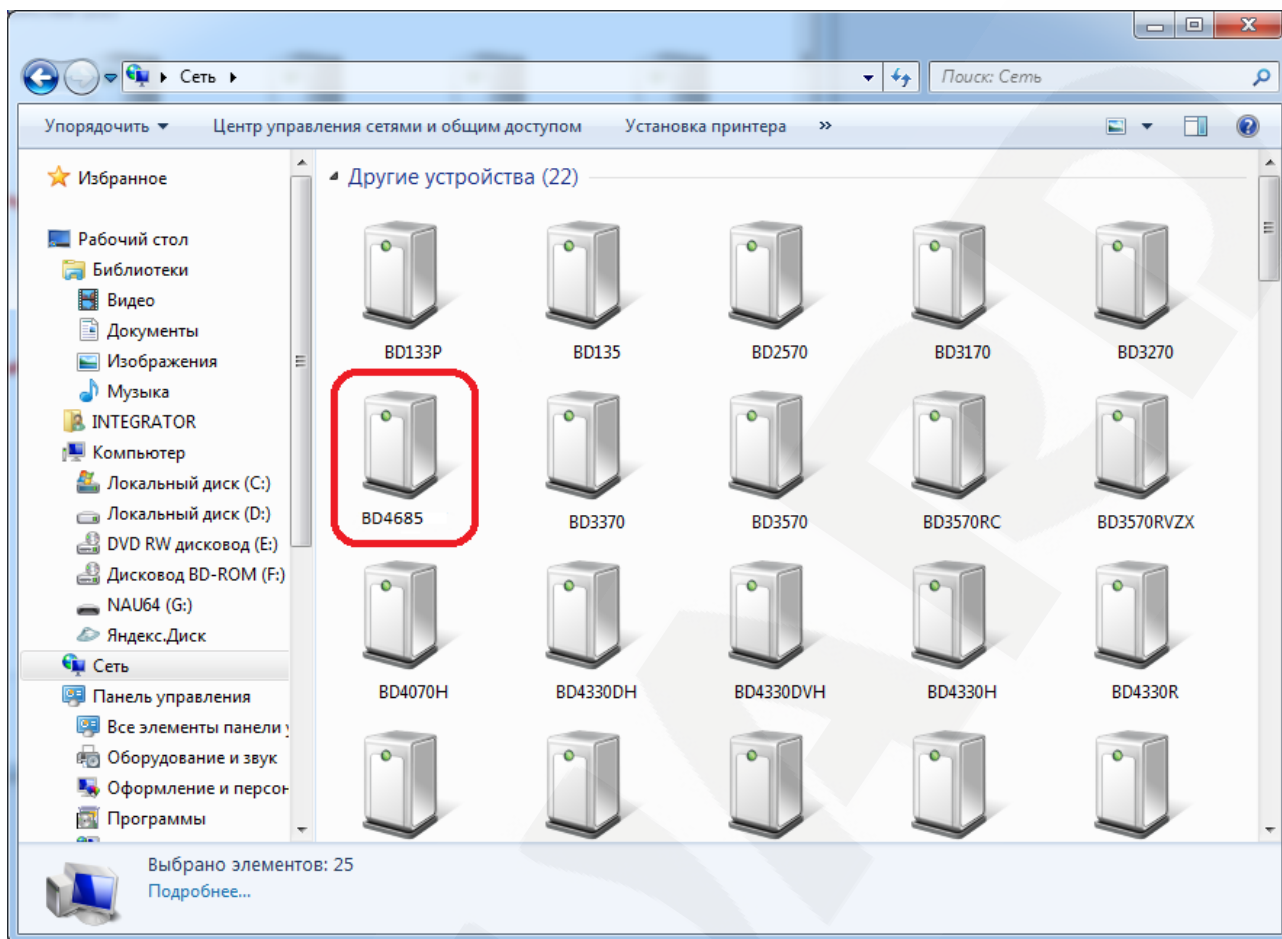 Сеть
Поиск: Сеть
Упорядочить
Центр управления сетями и общим доступом
Установка принтера
»
Избранное
Рабочий стол
Библиотеки
Видео
Документы
Изображения
Музыка
INTEGRATOR
Компьютер
Локальный диск (C:)
Локальный диск (D:)
DVD RW дисковод (E:)
Дисковод BD-ROM (F:)
NAU64 (G:)
Яндекс.Диск
Сеть
Панель управления
Все элементы панели
Оборудование и звук
Оформление и персон
Программы
Другие устройства (22)
BD133P
BD135
BD2570
BD3170
BD3270
BD4685
BD3370
BD3570
BD3570RC
BD3570RVZX
BD4070H
BD4330DH
BD4330DVH
BD4330H
BD4330R
Выбрано элементов: 25
Подробнее...